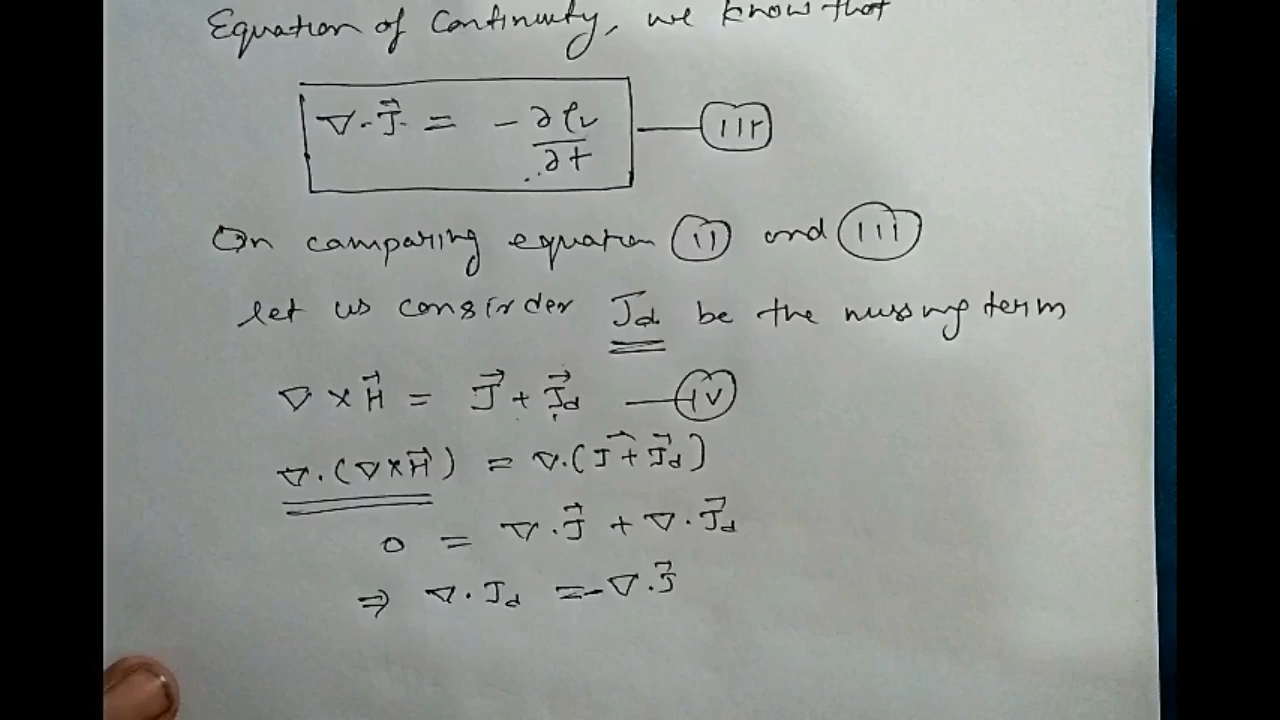 Equation of Continuity, we know that
∇·J⃗ = -∂ρv/∂t — (iii)
On comparing equation (ii) and (iii)
let us consirder Jd be the missing term
∇×H⃗ = J⃗ + J⃗d — (iv)
∇·(∇×H⃗) = ∇·(J⃗ + J⃗d)
0 = ∇·J⃗ + ∇·J⃗d
⇒ ∇·Jd = -∇·J⃗